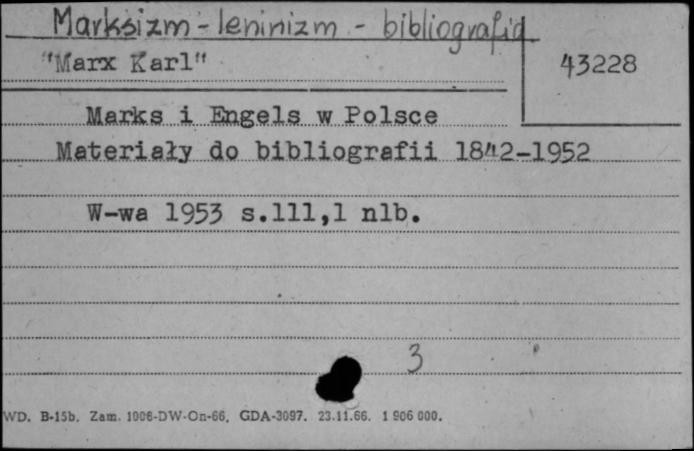 Marksizm - leninizm - bibliografia
"Marx Karl"
43228
Marks i Engels w Polsce
Materiały do bibliografii 1842-1952
W-wa 1953 s.111,1 nlb.
3
WD. B-15b. Zam. 1006-DW-On-66. GDA-3097. 23.11.66. 1 906 000.